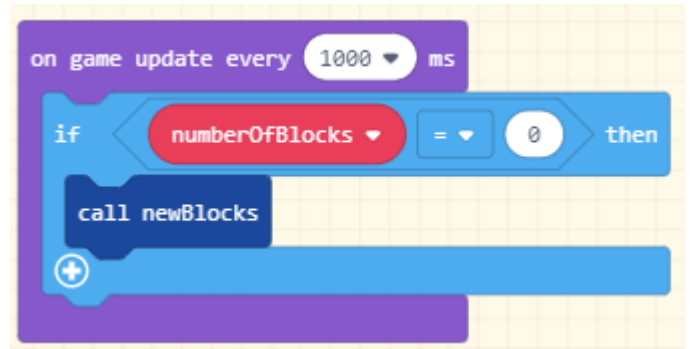 on game update every 1000 ms
if numberOfBlocks = 0 then
call newBlocks